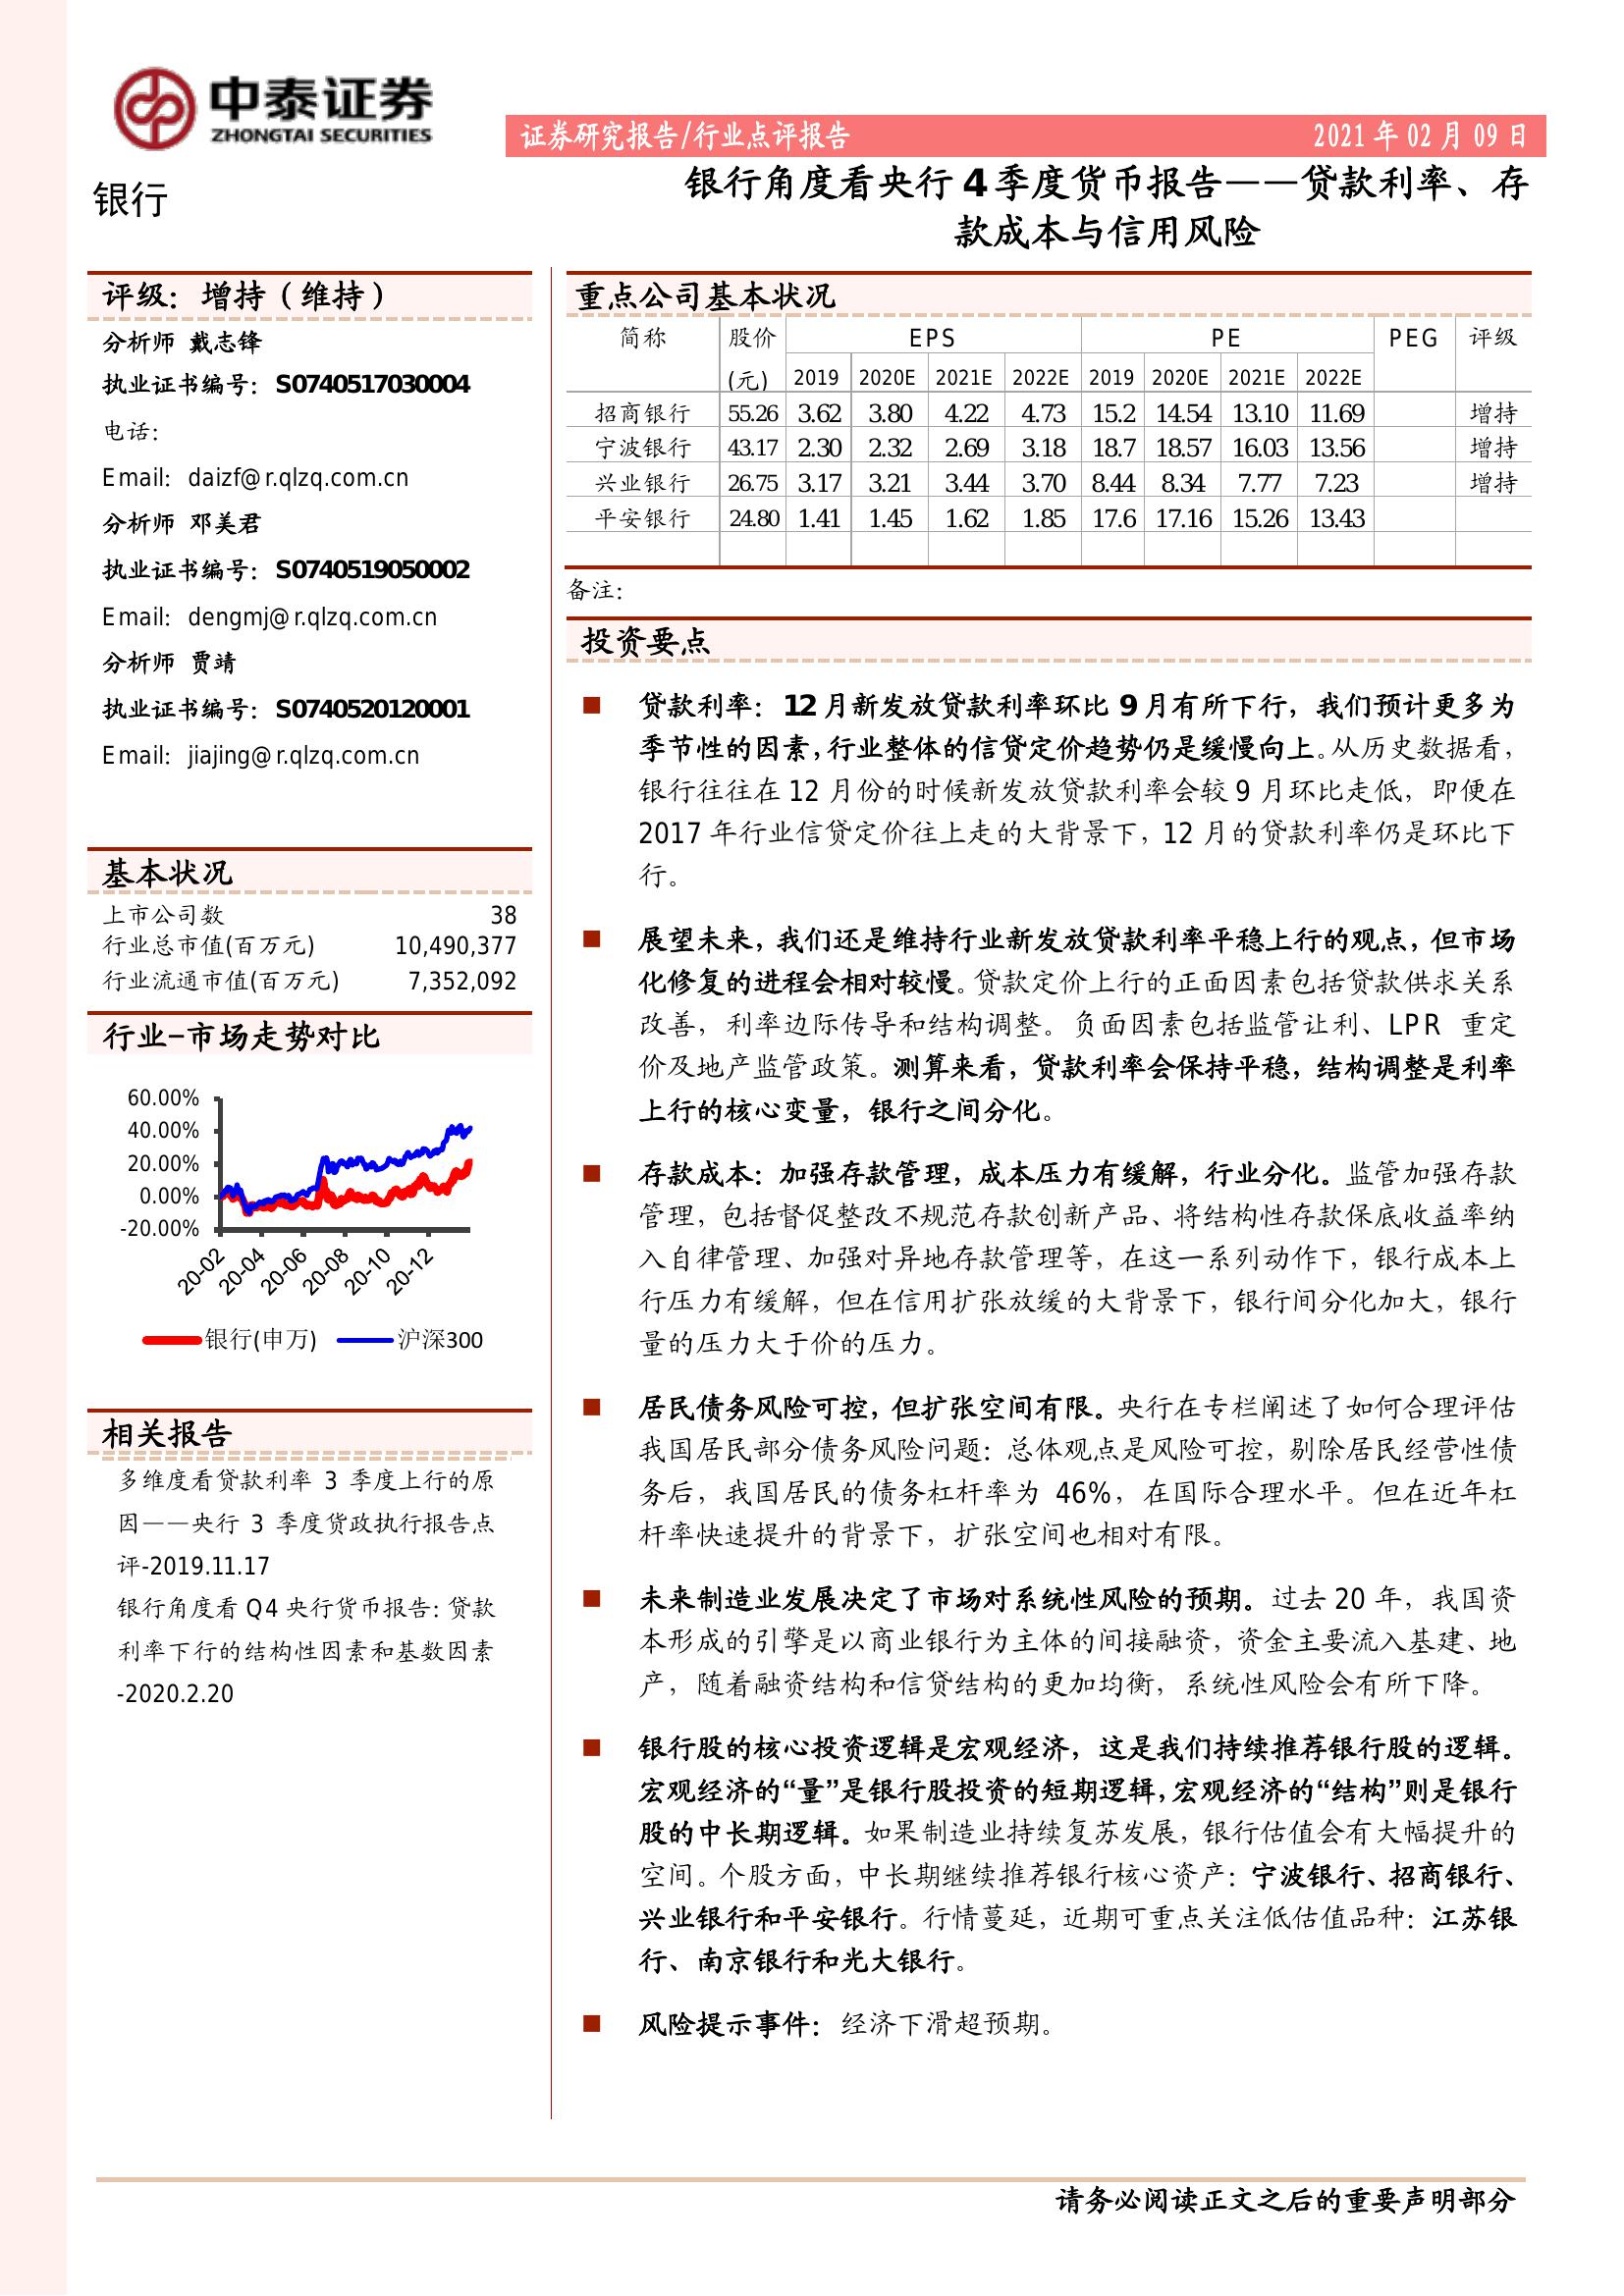 中泰证券
ZHONGTAI SECURITIES
证券研究报告/行业点评报告
2021 年 02 月 09 日
银行
银行角度看央行 4 季度货币报告——贷款利率、存
款成本与信用风险
评级：增持（维持）
分析师 戴志锋
执业证书编号：S0740517030004
电话：
Email：daizf@r.qlzq.com.cn
分析师 邓美君
执业证书编号：S0740519050002
Email：dengmj@r.qlzq.com.cn
分析师 贾靖
执业证书编号：S0740520120001
Email：jiajing@r.qlzq.com.cn
基本状况
上市公司数 38
行业总市值(百万元) 10,490,377
行业流通市值(百万元) 7,352,092
行业-市场走势对比
60.00%
40.00%
20.00%
0.00%
-20.00%
20-02 20-04 20-06 20-08 20-10 20-12
银行(申万) 沪深300
相关报告
多维度看贷款利率 3 季度上行的原
因——央行 3 季度货政执行报告点
评-2019.11.17
银行角度看 Q4 央行货币报告：贷款
利率下行的结构性因素和基数因素
-2020.2.20
重点公司基本状况
简称 股价 EPS PE PEG 评级
(元) 2019 2020E 2021E 2022E 2019 2020E 2021E 2022E
招商银行 55.26 3.62 3.80 4.22 4.73 15.2 14.54 13.10 11.69 增持
宁波银行 43.17 2.30 2.32 2.69 3.18 18.7 18.57 16.03 13.56 增持
兴业银行 26.75 3.17 3.21 3.44 3.70 8.44 8.34 7.77 7.23 增持
平安银行 24.80 1.41 1.45 1.62 1.85 17.6 17.16 15.26 13.43
备注：
投资要点
■ 贷款利率：12 月新发放贷款利率环比 9 月有所下行，我们预计更多为
季节性的因素，行业整体的信贷定价趋势仍是缓慢向上。从历史数据看，
银行往往在 12 月份的时候新发放贷款利率会较 9 月环比走低，即便在
2017 年行业信贷定价往上走的大背景下，12 月的贷款利率仍是环比下
行。
■ 展望未来，我们还是维持行业新发放贷款利率平稳上行的观点，但市场
化修复的进程会相对较慢。贷款定价上行的正面因素包括贷款供求关系
改善，利率边际传导和结构调整。负面因素包括监管让利、LPR 重定
价及地产监管政策。测算来看，贷款利率会保持平稳，结构调整是利率
上行的核心变量，银行之间分化。
■ 存款成本：加强存款管理，成本压力有缓解，行业分化。监管加强存款
管理，包括督促整改不规范存款创新产品、将结构性存款保底收益率纳
入自律管理、加强对异地存款管理等，在这一系列动作下，银行成本上
行压力有缓解，但在信用扩张放缓的大背景下，银行间分化加大，银行
量的压力大于价的压力。
■ 居民债务风险可控，但扩张空间有限。央行在专栏阐述了如何合理评估
我国居民部分债务风险问题：总体观点是风险可控，剔除居民经营性债
务后，我国居民的债务杠杆率为 46%，在国际合理水平。但在近年杠
杆率快速提升的背景下，扩张空间也相对有限。
■ 未来制造业发展决定了市场对系统性风险的预期。过去 20 年，我国资
本形成的引擎是以商业银行为主体的间接融资，资金主要流入基建、地
产，随着融资结构和信贷结构的更加均衡，系统性风险会有所下降。
■ 银行股的核心投资逻辑是宏观经济，这是我们持续推荐银行股的逻辑。
宏观经济的“量”是银行股投资的短期逻辑，宏观经济的“结构”则是银行
股的中长期逻辑。如果制造业持续复苏发展，银行估值会有大幅提升的
空间。个股方面，中长期继续推荐银行核心资产：宁波银行、招商银行、
兴业银行和平安银行。行情蔓延，近期可重点关注低估值品种：江苏银
行、南京银行和光大银行。
■ 风险提示事件：经济下滑超预期。
请务必阅读正文之后的重要声明部分